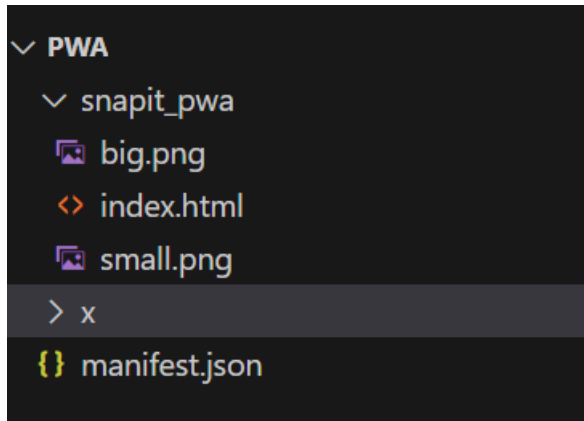 PWA
snapit_pwa
big.png
<> index.html
small.png
x
{} manifest.json